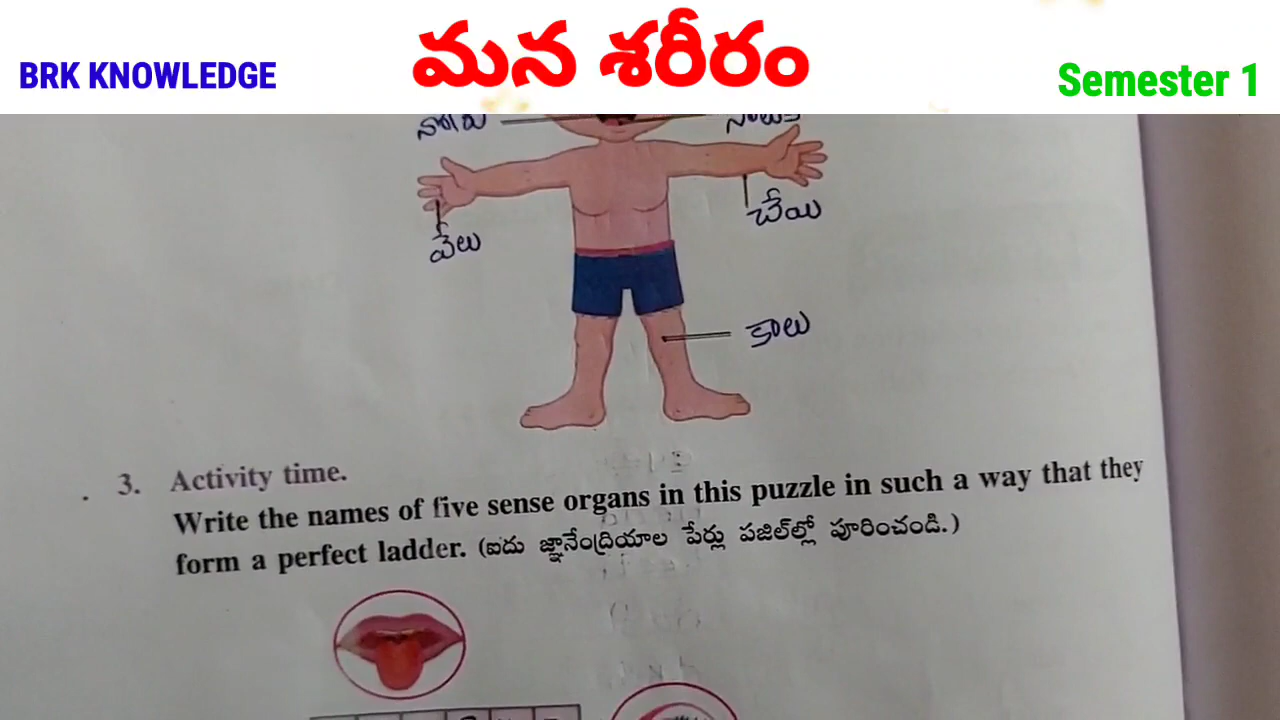 BRK KNOWLEDGE
మన శరీరం
Semester 1
నోరు
వేలు
చేయి
కాలు
3. Activity time.
Write the names of five sense organs in this puzzle in such a way that they
form a perfect ladder. (ఐదు జ్ఞానేంద్రియాల పేర్లు పజిల్‌ల్లో పూరించండి.)